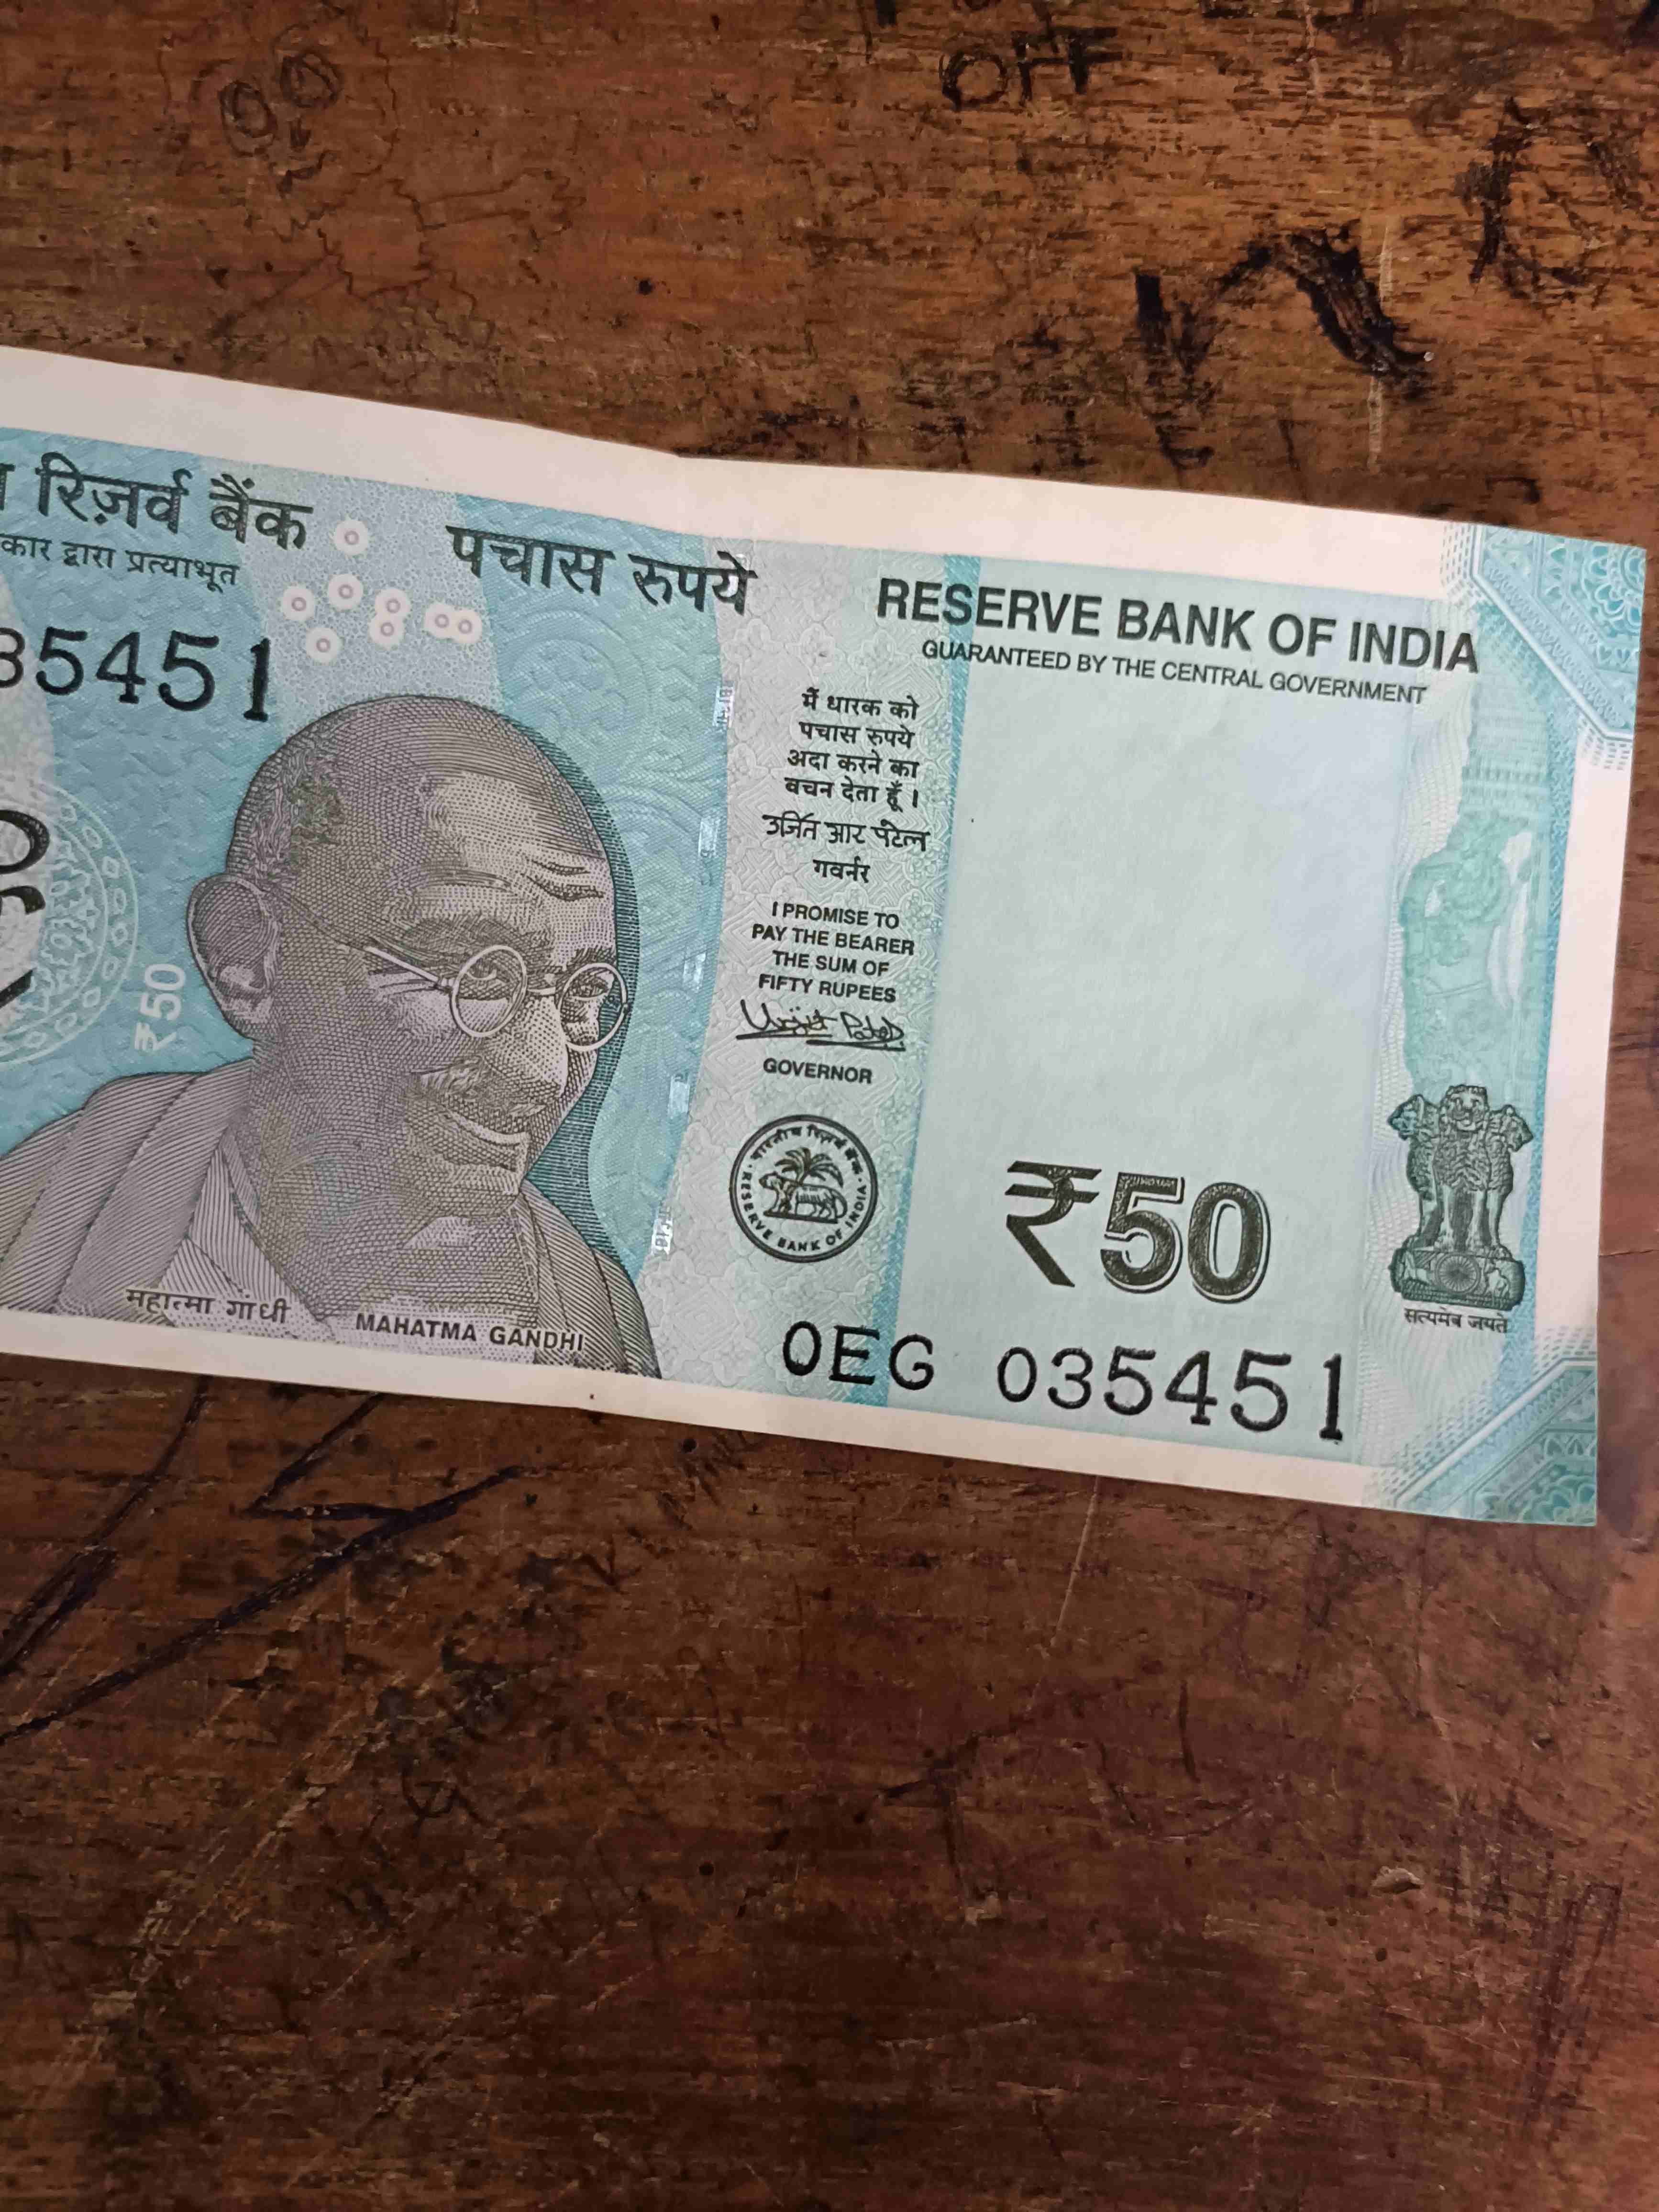 OFF
रिज़र्व बैंक
द्वारा प्रत्याभूत
पचास रुपये
35451
RESERVE BANK OF INDIA
GUARANTEED BY THE CENTRAL GOVERNMENT
मैं धारक को
पचास रुपये
अदा करने का
वचन देता हूँ ।
उर्जित आर पटेल
गवर्नर
I PROMISE TO
PAY THE BEARER
THE SUM OF
FIFTY RUPEES
Urjit Patel
GOVERNOR
₹50
भारतीय रिज़र्व बैंक
RESERVE BANK OF INDIA
₹50
सत्यमेव जयते
महात्मा गांधी
MAHATMA GANDHI
0EG 035451